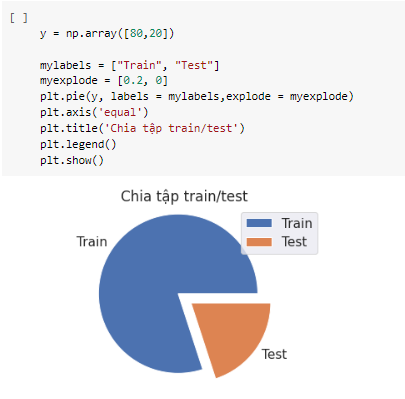 [ ]
y = np.array([80,20])
mylabels = ["Train", "Test"]
myexplode = [0.2, 0]
plt.pie(y, labels = mylabels,explode = myexplode)
plt.axis('equal')
plt.title('Chia tập train/test')
plt.legend()
plt.show()
Chia tập train/test
Train
Test
Train
Test